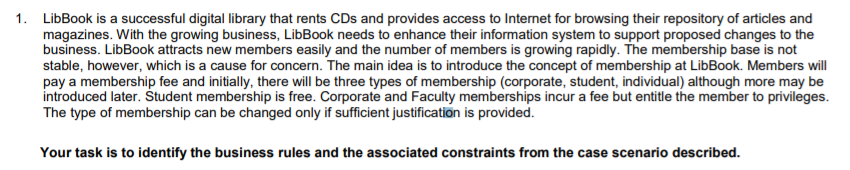 1. LibBook is a successful digital library that rents CDs and provides access to Internet for browsing their repository of articles and
magazines. With the growing business, LibBook needs to enhance their information system to support proposed changes to the
business. LibBook attracts new members easily and the number of members is growing rapidly. The membership base is not
stable, however, which is a cause for concern. The main idea is to introduce the concept of membership at LibBook. Members will
pay a membership fee and initially, there will be three types of membership (corporate, student, individual) although more may be
introduced later. Student membership is free. Corporate and Faculty memberships incur a fee but entitle the member to privileges.
The type of membership can be changed only if sufficient justification is provided.
Your task is to identify the business rules and the associated constraints from the case scenario described.